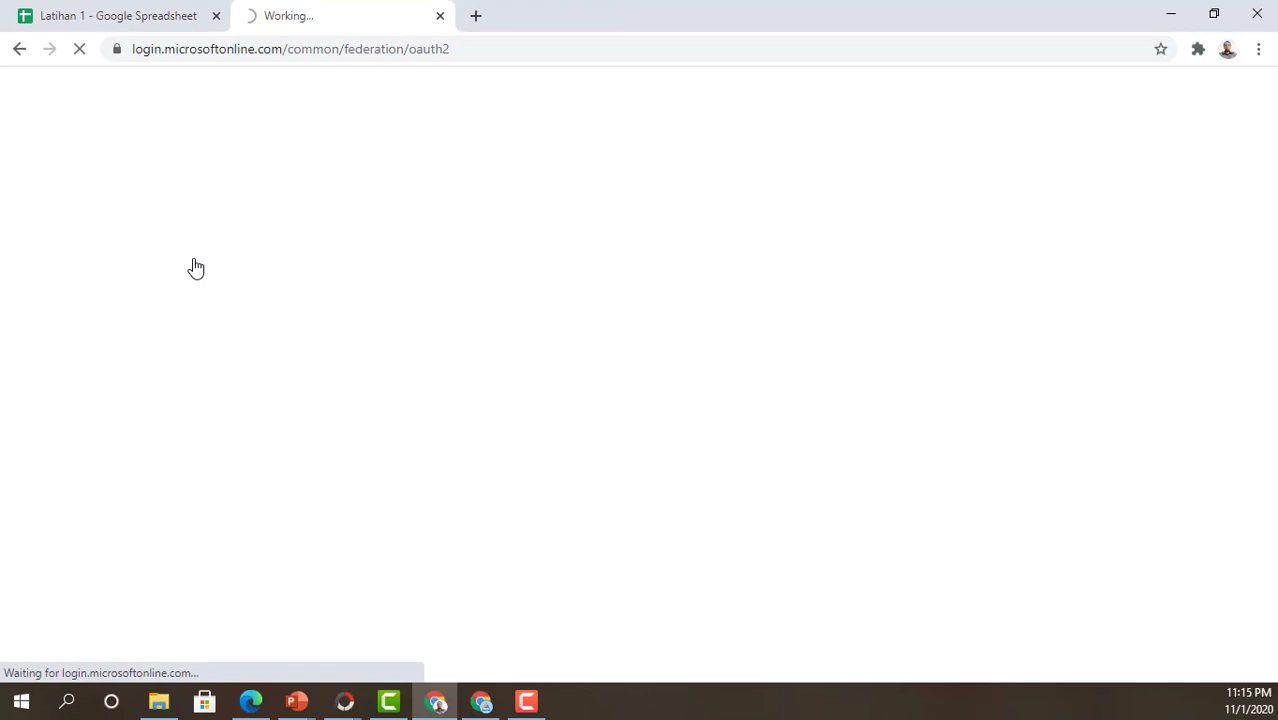 Latihan 1 - Google Spreadsheet
Working...
login.microsoftonline.com/common/federation/oauth2
Waiting for login.microsoftonline.com...
11:15 PM
11/1/2020